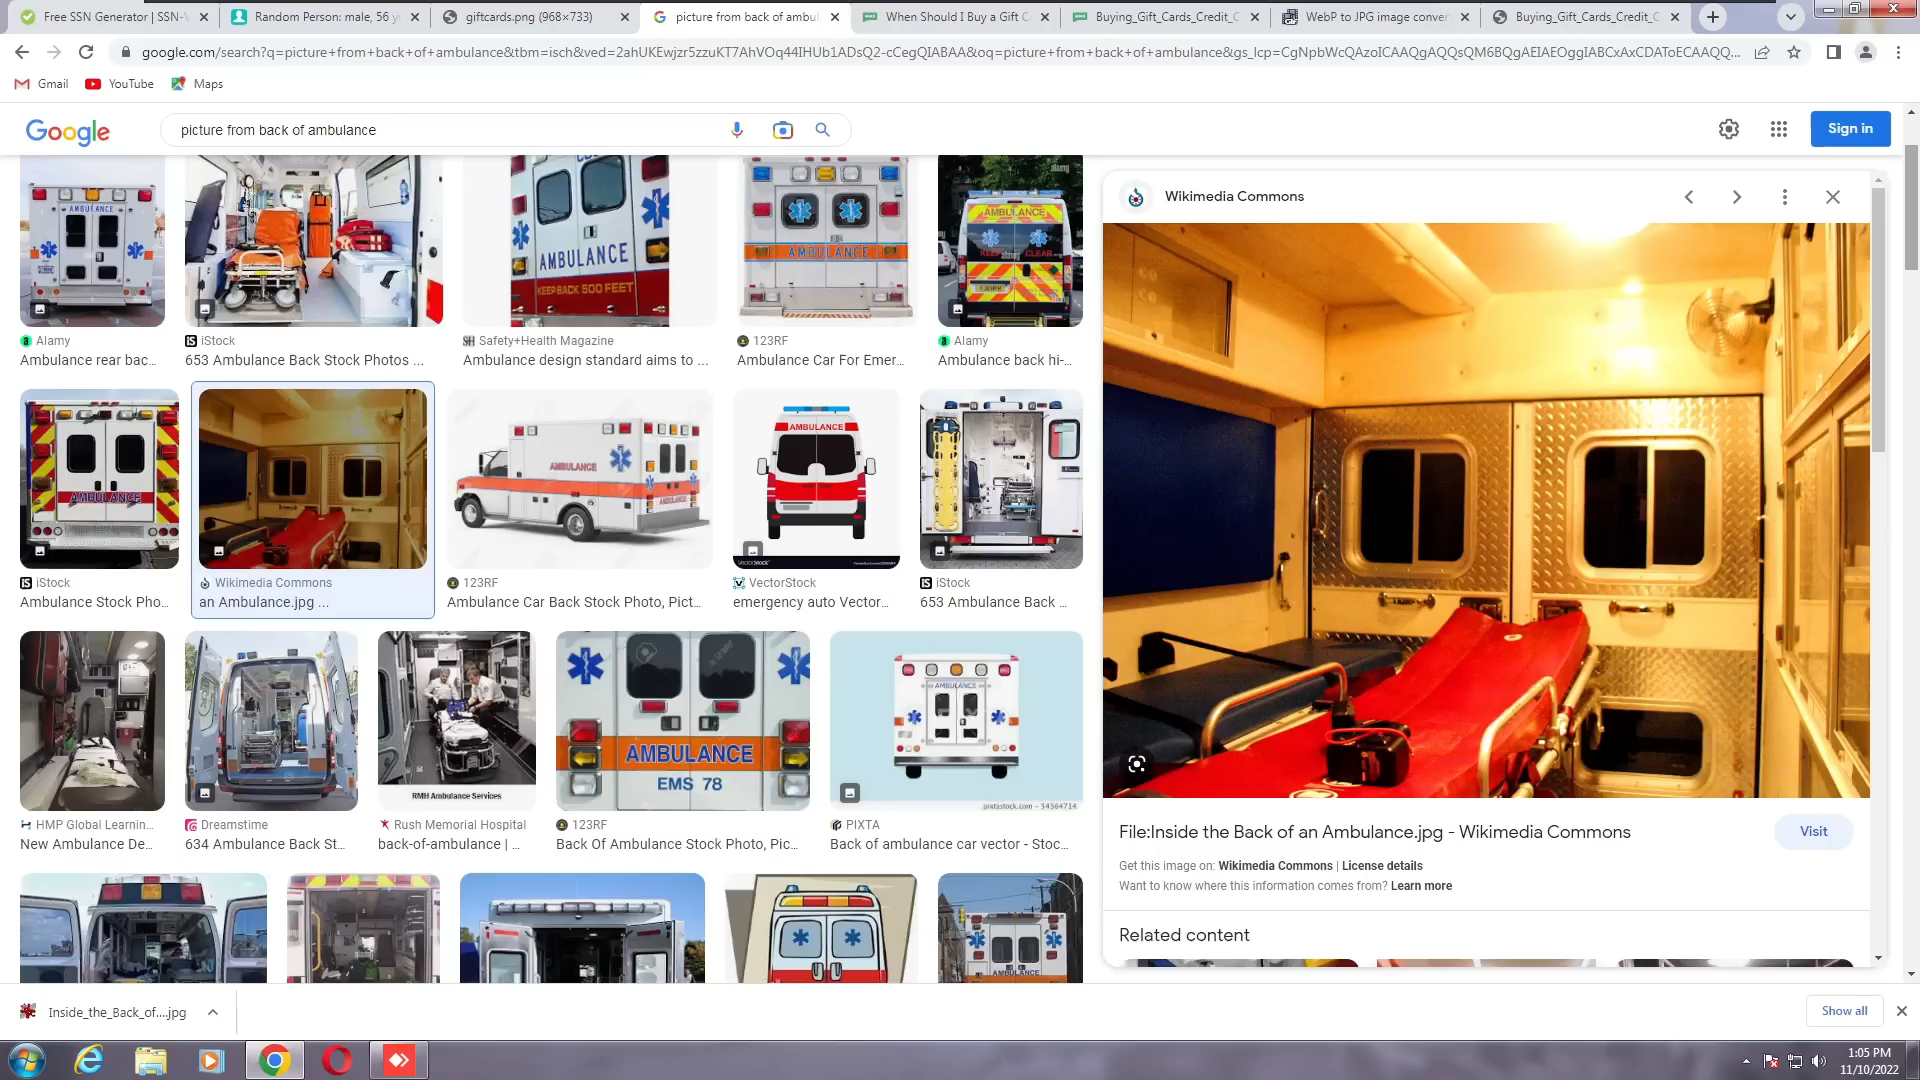 Free SSN Generator | SSN-V
Random Person: male, 56 y
giftcards.png (968×733)
picture from back of ambul
When Should I Buy a Gift C
Buying_Gift_Cards_Credit_C
WebP to JPG image conver
Buying_Gift_Cards_Credit_C
google.com/search?q=picture+from+back+of+ambulance&tbm=isch&ved=2ahUKEwjzr5zzuKT7AhVOq44IHUb1ADsQ2-cCegQIABAA&oq=picture+from+back+of+ambulance&gs_lcp=CgNpbWcQAzoICAAQgAQQsQM6BQgAEIAEOggIABCxAxCDAToECAAQQ...
Gmail
YouTube
Maps
Google
picture from back of ambulance
Sign in
Wikimedia Commons
AMBULANCE
AMBULANCE
KEEP BACK 500 FEET
AMBULANCE
alamy
AMBULANCE
KEEP CLEAR
Alamy
iStock
Safety+Health Magazine
123RF
Alamy
Ambulance rear bac...
653 Ambulance Back Stock Photos ...
Ambulance design standard aims to ...
Ambulance Car For Emer...
Ambulance back hi-...
AMBULANCE
AMBULANCE
AMBULANCE
AMBULANCE
VectorStock
iStock
Wikimedia Commons
123RF
VectorStock
iStock
Ambulance Stock Pho...
an Ambulance.jpg ...
Ambulance Car Back Stock Photo, Pict...
emergency auto Vector...
653 Ambulance Back ...
RMH Ambulance Services
AMBULANCE
EMS 78
AMBULANCE
pixtastock.com - 54364714
HMP Global Learnin...
Dreamstime
Rush Memorial Hospital
123RF
PIXTA
New Ambulance De...
634 Ambulance Back St...
back-of-ambulance | ...
Back Of Ambulance Stock Photo, Pic...
Back of ambulance car vector - Stoc...
AMBULANCE
File:Inside the Back of an Ambulance.jpg - Wikimedia Commons
Visit
Get this image on: Wikimedia Commons | License details
Want to know where this information comes from? Learn more
Related content
Inside_the_Back_of....jpg
Show all
1:05 PM
11/10/2022